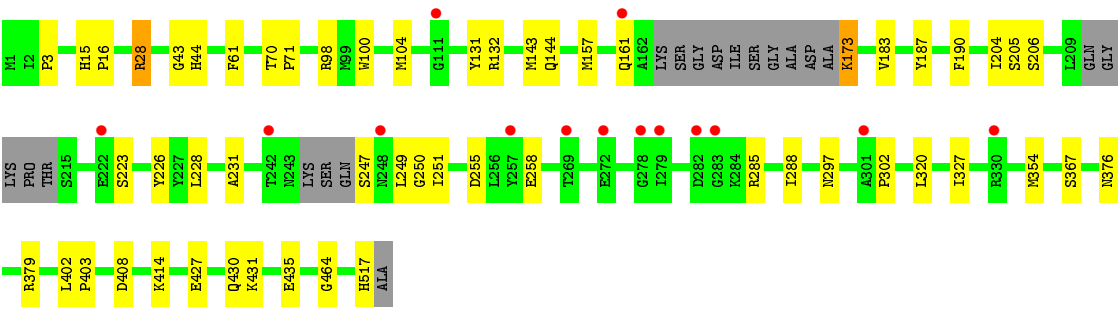 M1 I2 P3 H15 P16 R28 G43 H44 F61 T70 P71 R98 M99 W100 M104 G111 Y131 R132 M143 Q144 M157 Q161 A162 LYS SER GLY ASP ILE SER GLY ALA ASP ALA K173 V183 Y187 F190 I204 S205 S206 L209 GLN GLY
LYS PRO THR S215 E222 S223 Y226 Y227 L228 A231 T242 N243 LYS SER GLN S247 N248 L249 G250 I251 D255 L256 Y257 E258 T269 E272 G278 I279 D282 G283 K284 R285 I288 N297 A301 P302 L320 I327 R330 M354 S367 N376
R379 L402 P403 D408 K414 E427 Q430 K431 E435 G464 H517 ALA